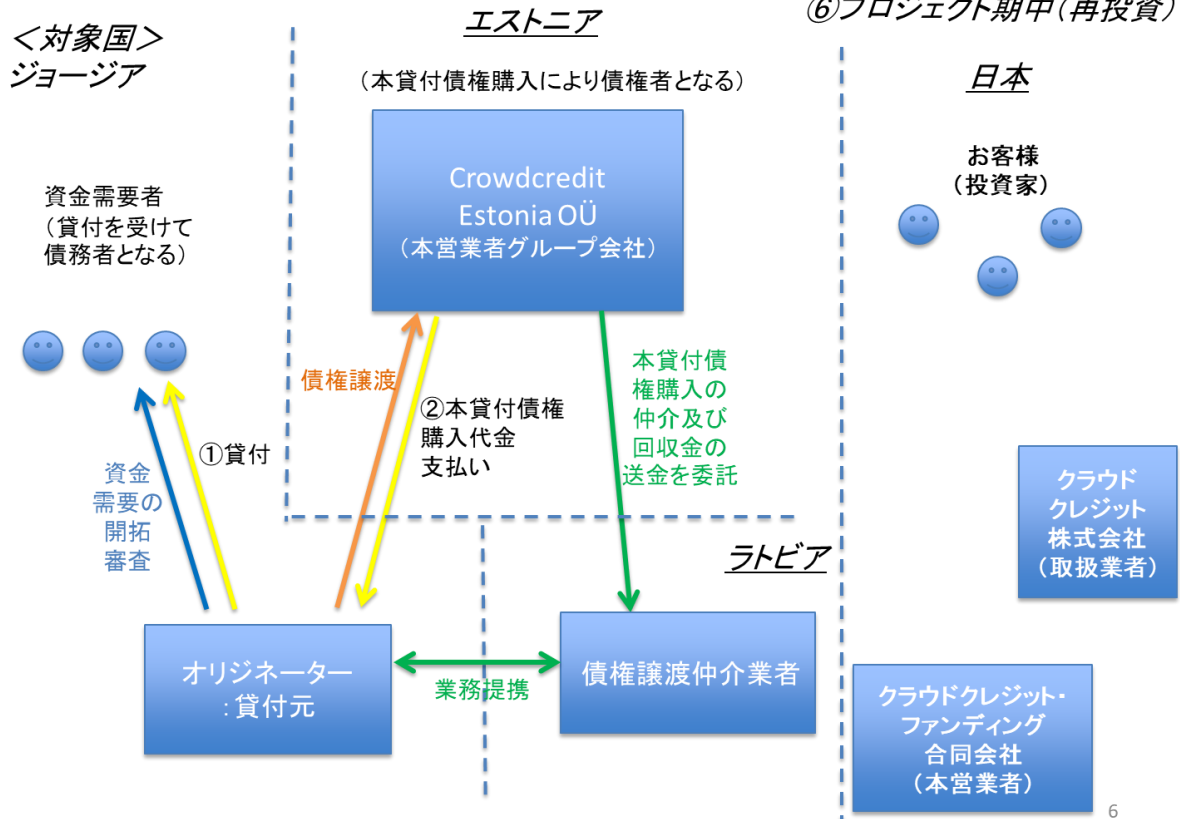 ⑥プロジェクト期中(再投資)
<対象国>
ジョージア
エストニア
日本
(本貸付債権購入により債権者となる)
Crowdcredit
Estonia OÜ
(本営業者グループ会社)
お客様
(投資家)
資金需要者
(貸付を受けて
債務者となる)
債権譲渡
②本貸付債権
購入代金
支払い
本貸付債
権購入の
仲介及び
回収金の
送金を委託
①貸付
資金
需要の
開拓
審査
クラウド
クレジット
株式会社
(取扱業者)
ラトビア
オリジネーター
:貸付元
業務提携
債権譲渡仲介業者
クラウドクレジット・
ファンディング
合同会社
(本営業者)
6